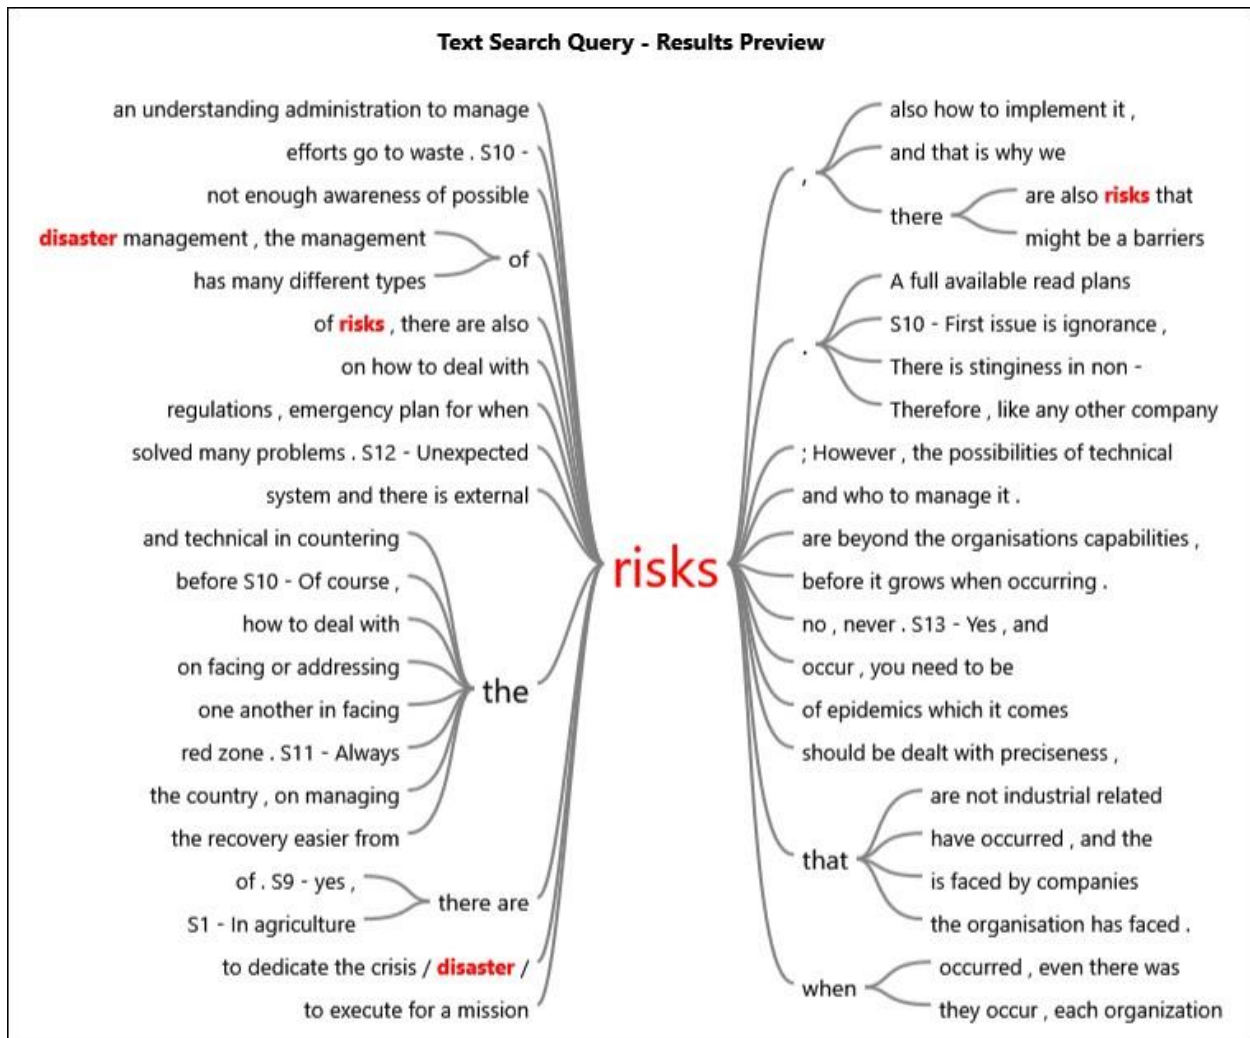 Text Search Query - Results Preview
an understanding administration to manage
efforts go to waste . S10 -
not enough awareness of possible
disaster management , the management
has many different types
of
of risks , there are also
on how to deal with
regulations , emergency plan for when
solved many problems . S12 - Unexpected
system and there is external
and technical in countering
before S10 - Of course ,
how to deal with
on facing or addressing
one another in facing
red zone . S11 - Always
the country , on managing
the recovery easier from
the
of . S9 - yes ,
S1 - In agriculture
there are
to dedicate the crisis / disaster /
to execute for a mission
risks
,
also how to implement it ,
and that is why we
there
are also risks that
might be a barriers
.
A full available read plans
S10 - First issue is ignorance ,
There is stinginess in non -
Therefore , like any other company
; However , the possibilities of technical
and who to manage it .
are beyond the organisations capabilities ,
before it grows when occurring .
no , never . S13 - Yes , and
occur , you need to be
of epidemics which it comes
should be dealt with preciseness ,
that
are not industrial related
have occurred , and the
is faced by companies
the organisation has faced .
when
occurred , even there was
they occur , each organization